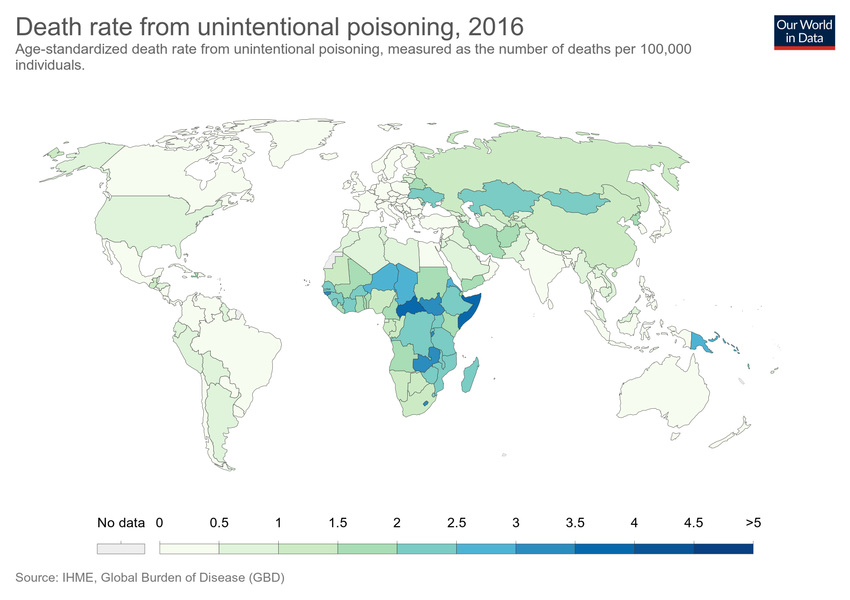 Death rate from unintentional poisoning, 2016
Age-standardized death rate from unintentional poisoning, measured as the number of deaths per 100,000
individuals.
Our World
in Data
No data 0 0.5 1 1.5 2 2.5 3 3.5 4 4.5 >5
Source: IHME, Global Burden of Disease (GBD)